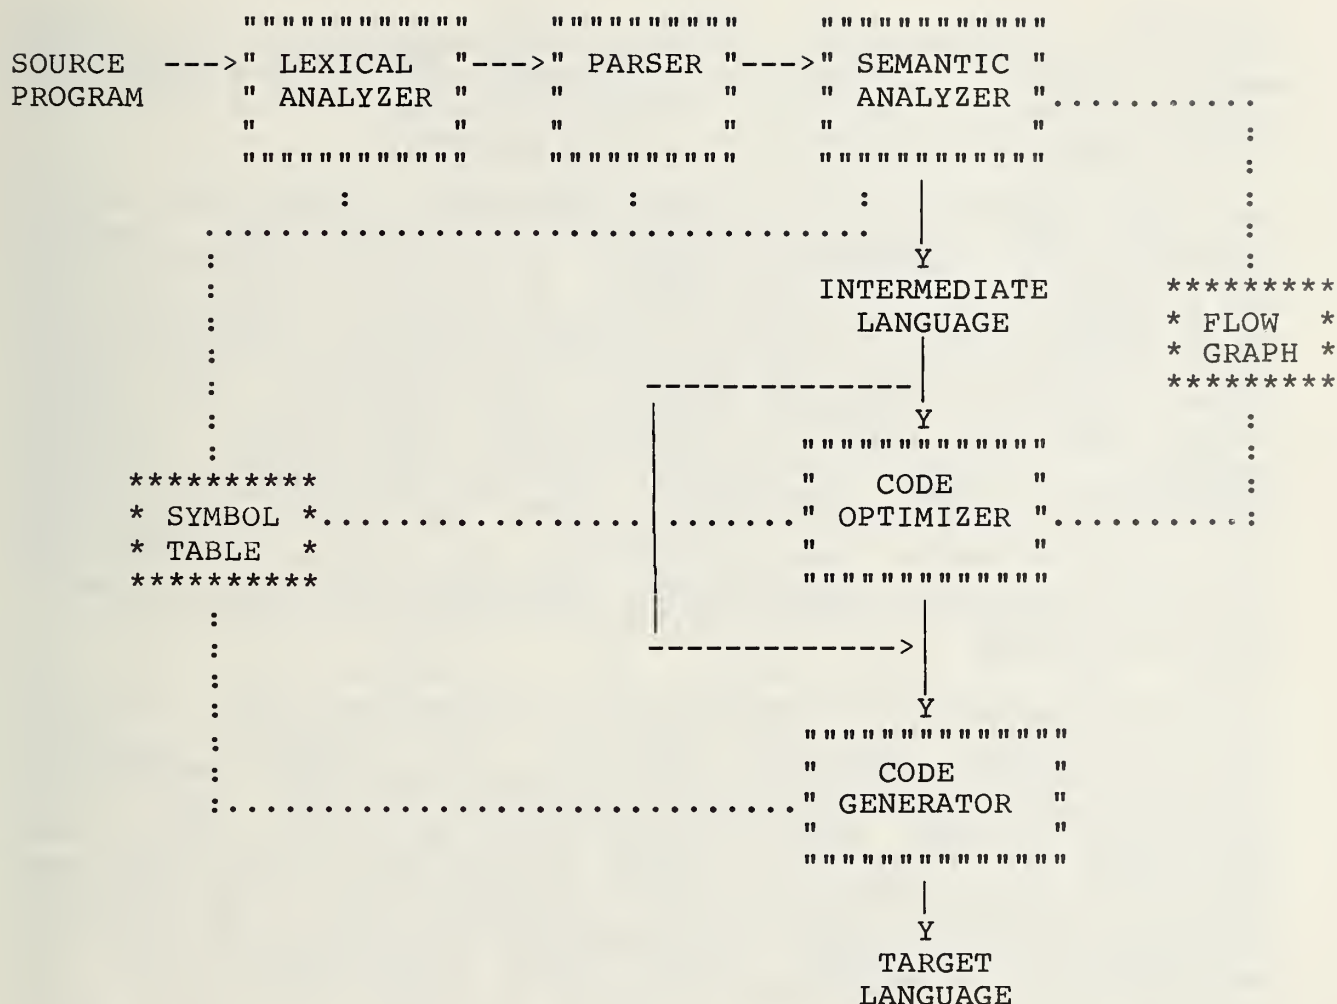 SOURCE ---> LEXICAL ---> PARSER ---> SEMANTIC
PROGRAM ANALYZER ANALYZER
Y
INTERMEDIATE
LANGUAGE
* FLOW *
* GRAPH *
Y
CODE
OPTIMIZER
* SYMBOL *
* TABLE *
Y
CODE
GENERATOR
Y
TARGET
LANGUAGE